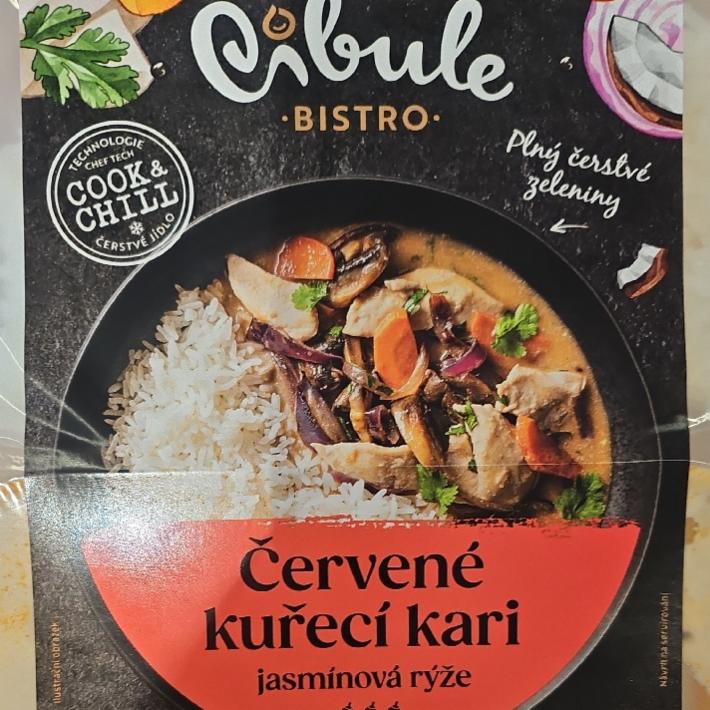 Cibule
·BISTRO·
TECHNOLOGIE
CHEF TECH
COOK&
CHILL
ČERSTVÉ JÍDLO
Plný čerstvé
zeleniny
Červené
kuřecí kari
jasmínová rýže
Ilustrační obrázek
Návrh na servírování